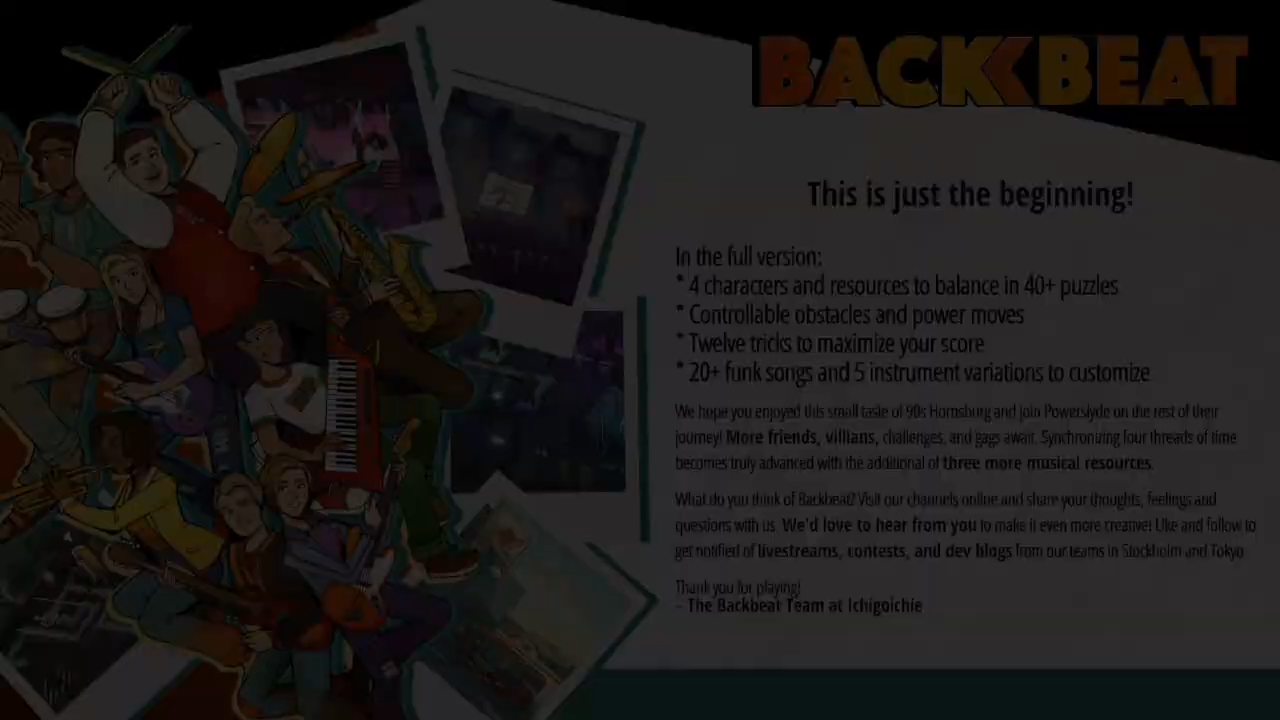 BACKBEAT
This is just the beginning!
In the full version:
* 4 characters and resources to balance in 40+ puzzles
* Controllable obstacles and power moves
* Twelve tricks to maximize your score
* 20+ funk songs and 5 instrument variations to customize
We hope you enjoyed this small taste of 90s Hornsburg and join Powerslyde on the rest of their
journey! More friends, villians, challenges, and gags await. Synchronizing four threads of time
becomes truly advanced with the additional of three more musical resources.
What do you think of Backbeat? Visit our channels online and share your thoughts, feelings and
questions with us. We'd love to hear from you to make it even more creative! Like and follow to
get notified of livestreams, contests, and dev blogs from our teams in Stockholm and Tokyo.
Thank you for playing!
- The Backbeat Team at Ichigoichie